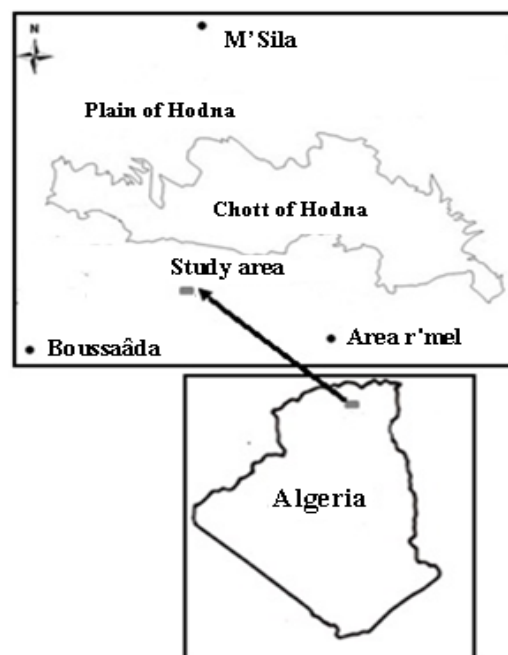 N
M'Sila
Plain of Hodna
Chott of Hodna
Study area
Area r'mel
Boussaâda
Algeria